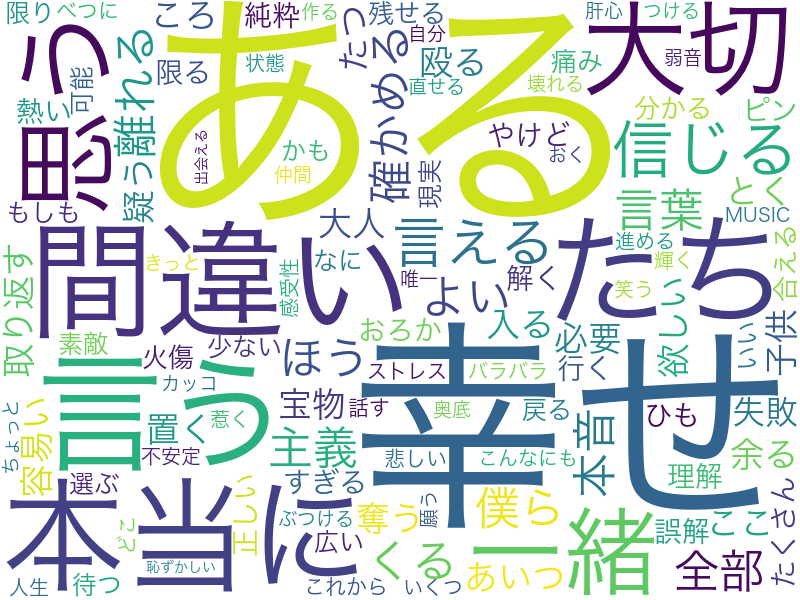 限り
べつに
ころ
純粋
作る
たっ
残せる
自分
肝心
つける
大切
思う
離れる
疑う
限る
状態
ある
確かめる
殴る
直せる
痛み
壊れる
弱音
分かる
ピン
熱い
可能
出会える
かも
仲間
現実
やけど
おく
信じる
もしも
大人
言える
言葉
とく
MUSIC
間違い
たち
進める
輝く
笑う
合える
取り返す
きっと
感受性
なに
唯一
よい
解く
素敵
火傷
少ない
ほう
おろか
入る
必要
行く
欲しい
いい
子供
カッコ
ストレス
バラバラ
言う
幸せ
ちょっと
容易い
置く
惹く
宝物
話す
奥底
戻る
本音
ひも
失敗
主義
不安定
選ぶ
すぎる
悲しい
こんなにも
理解
余る
本当に
正しい
ぶつける
奪う
願う
僕ら
一緒
誤解
ここ
たくさん
こど
広い
くる
あいつ
全部
恥ずかしい
人生
待つ
これから
いくつ